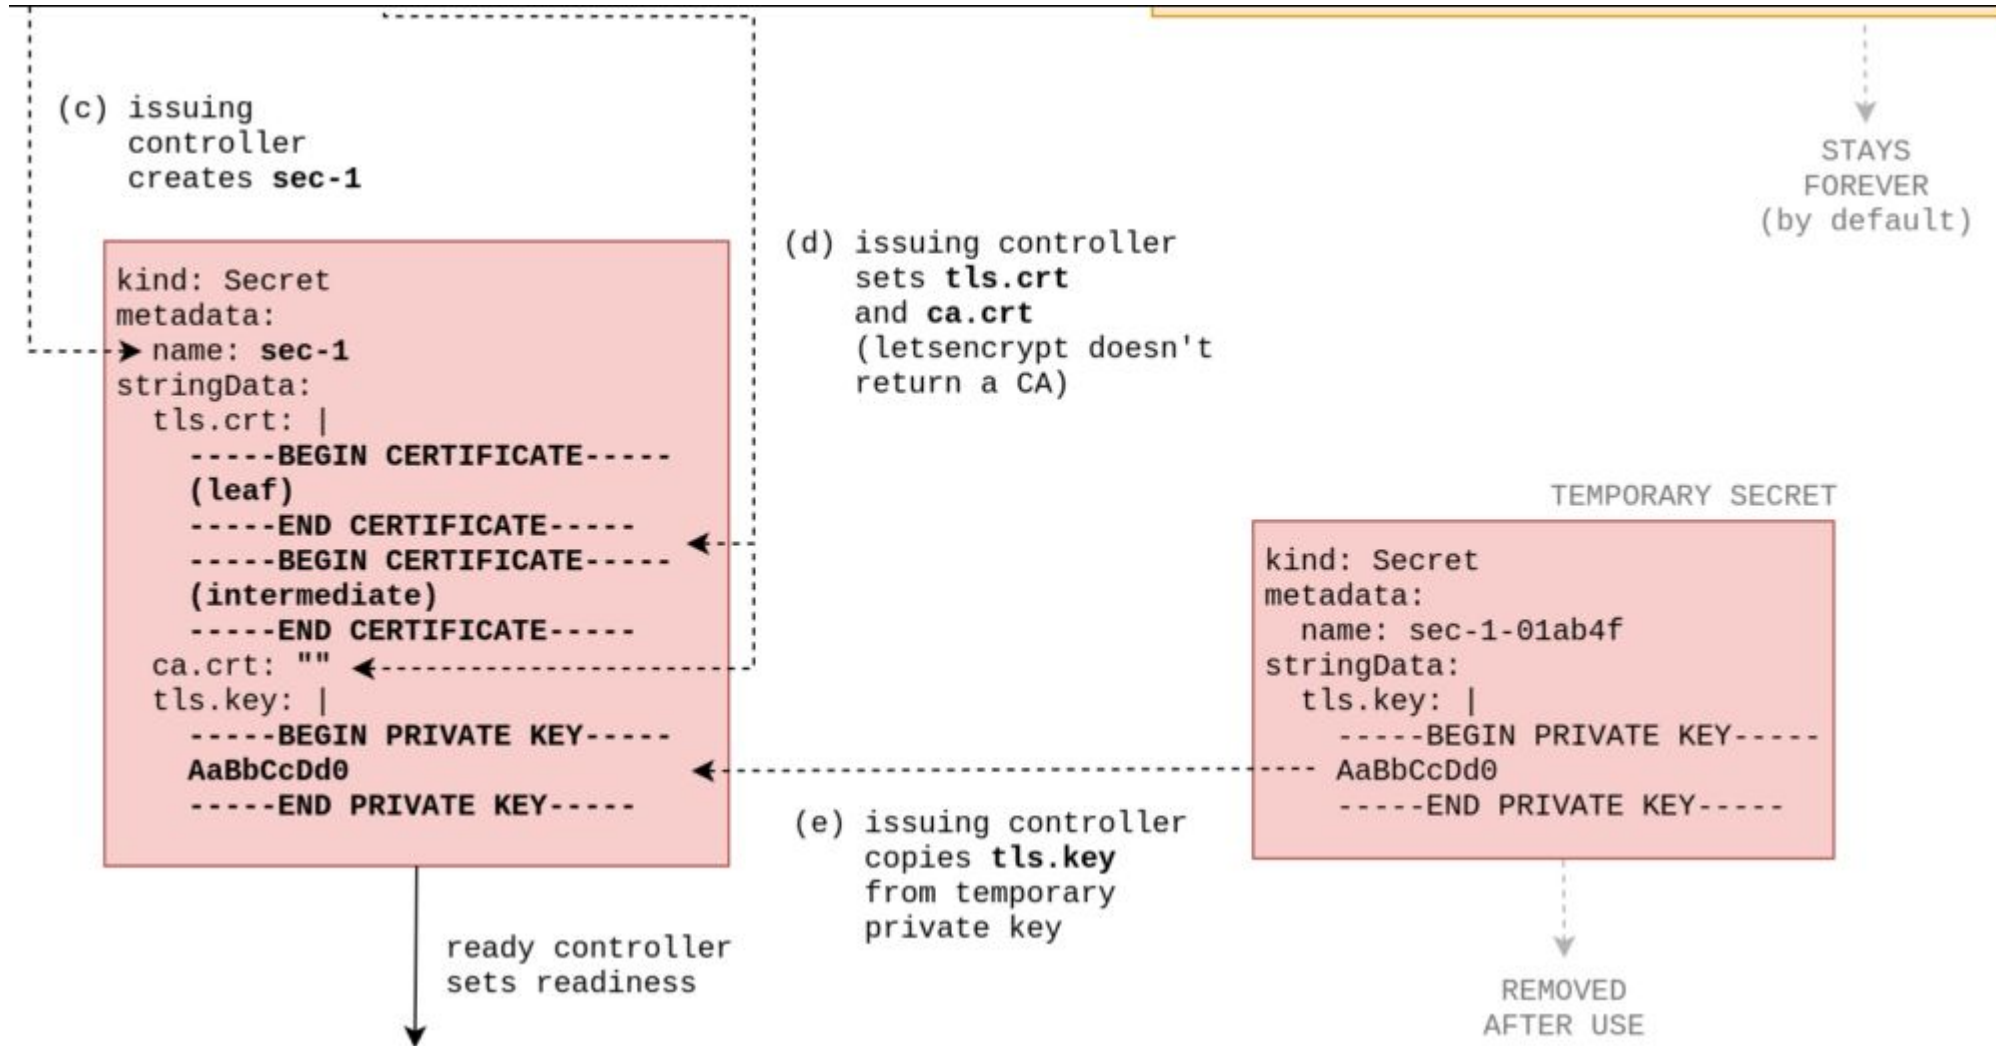 (c) issuing
controller
creates sec-1
STAYS
FOREVER
(by default)
kind: Secret
metadata:
name: sec-1
stringData:
tls.crt: |
-----BEGIN CERTIFICATE-----
(leaf)
-----END CERTIFICATE-----
-----BEGIN CERTIFICATE-----
(intermediate)
-----END CERTIFICATE-----
ca.crt: ""
tls.key: |
-----BEGIN PRIVATE KEY-----
AaBbCcDd0
-----END PRIVATE KEY-----
(d) issuing controller
sets tls.crt
and ca.crt
(letsencrypt doesn't
return a CA)
TEMPORARY SECRET
kind: Secret
metadata:
name: sec-1-01ab4f
stringData:
tls.key: |
-----BEGIN PRIVATE KEY-----
AaBbCcDd0
-----END PRIVATE KEY-----
(e) issuing controller
copies tls.key
from temporary
private key
ready controller
sets readiness
REMOVED
AFTER USE